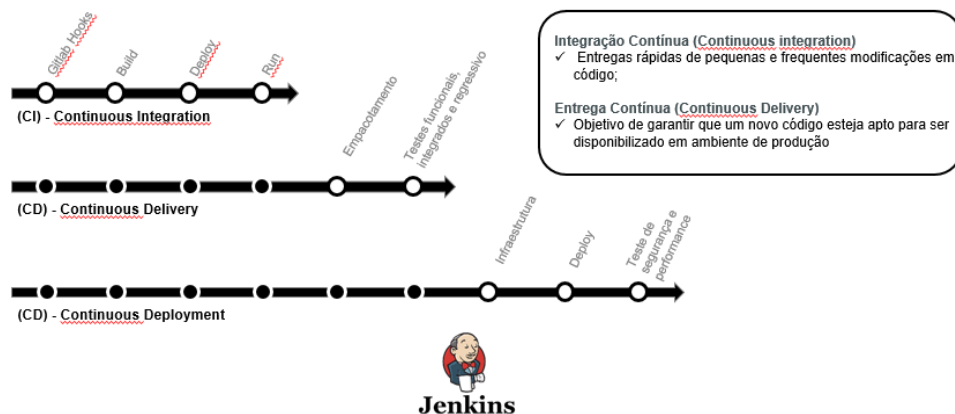 Gitlab Hooks
Build
Deploy
Run
(CI) - Continuous Integration
Integração Contínua (Continuous integration)
✓ Entregas rápidas de pequenas e frequentes modificações em
código;
Entrega Contínua (Continuous Delivery)
✓ Objetivo de garantir que um novo código esteja apto para ser
disponibilizado em ambiente de produção
Empacotamento
Testes funcionais,
integrados e regressivo
(CD) - Continuous Delivery
Infraestrutura
Deploy
Teste de
segurança e
performance
(CD) - Continuous Deployment
Jenkins